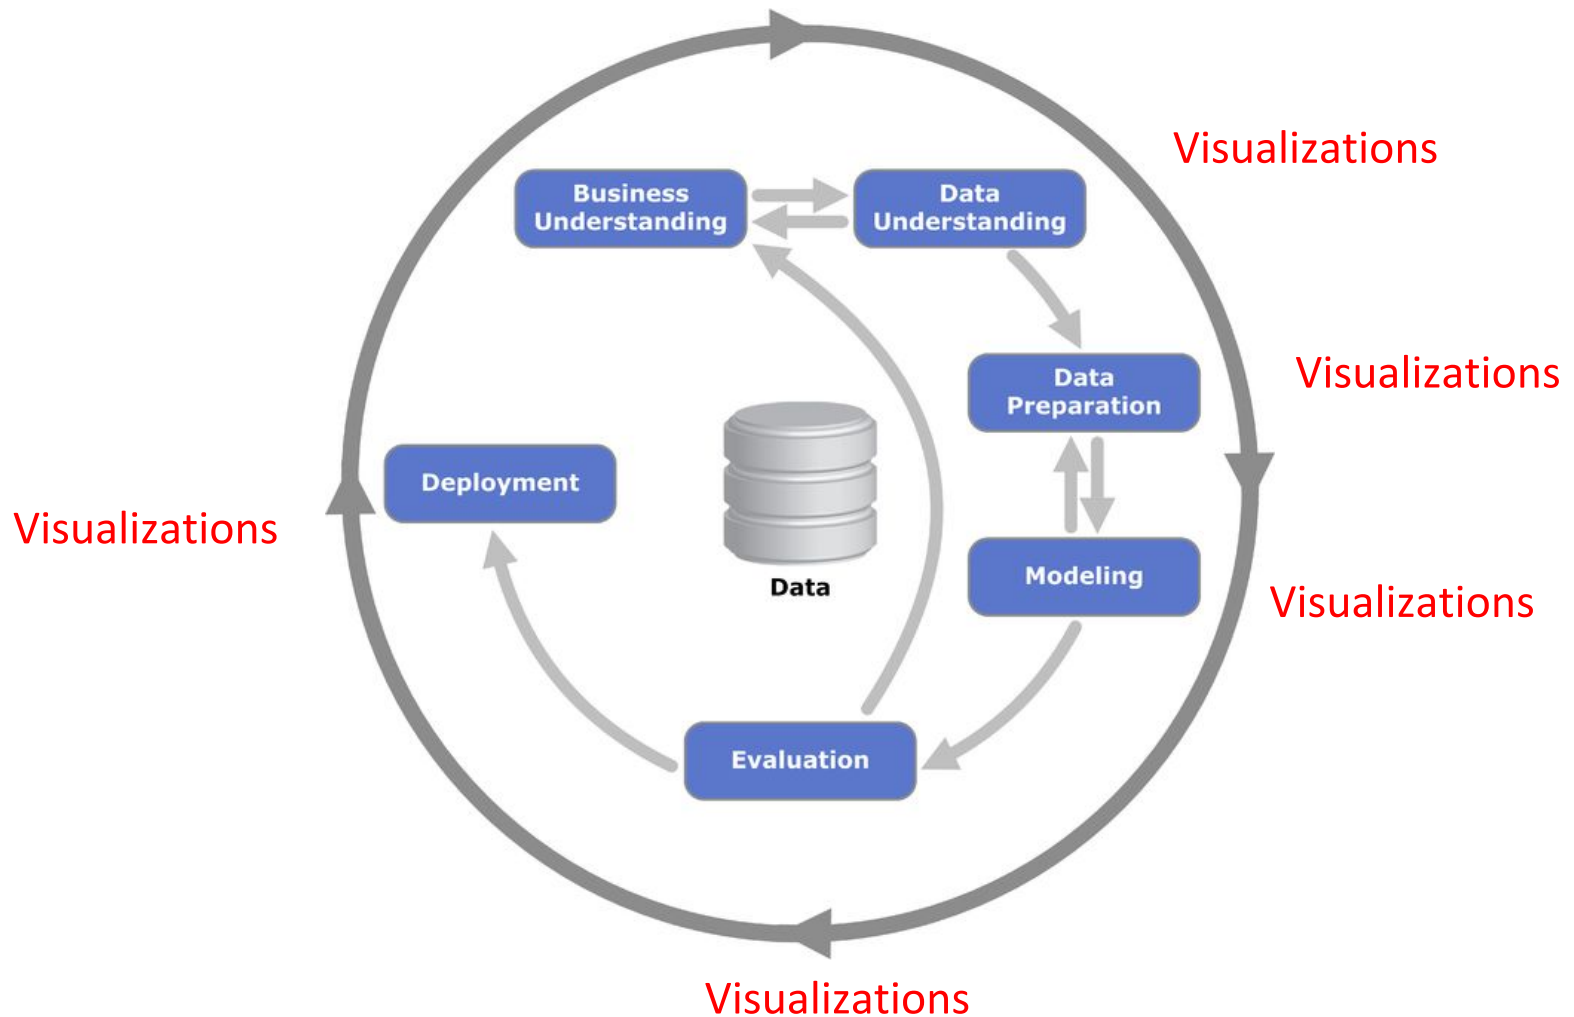 Visualizations
Business
Understanding
Data
Understanding
Visualizations
Data
Preparation
Deployment
Visualizations
Data
Modeling
Visualizations
Evaluation
Visualizations